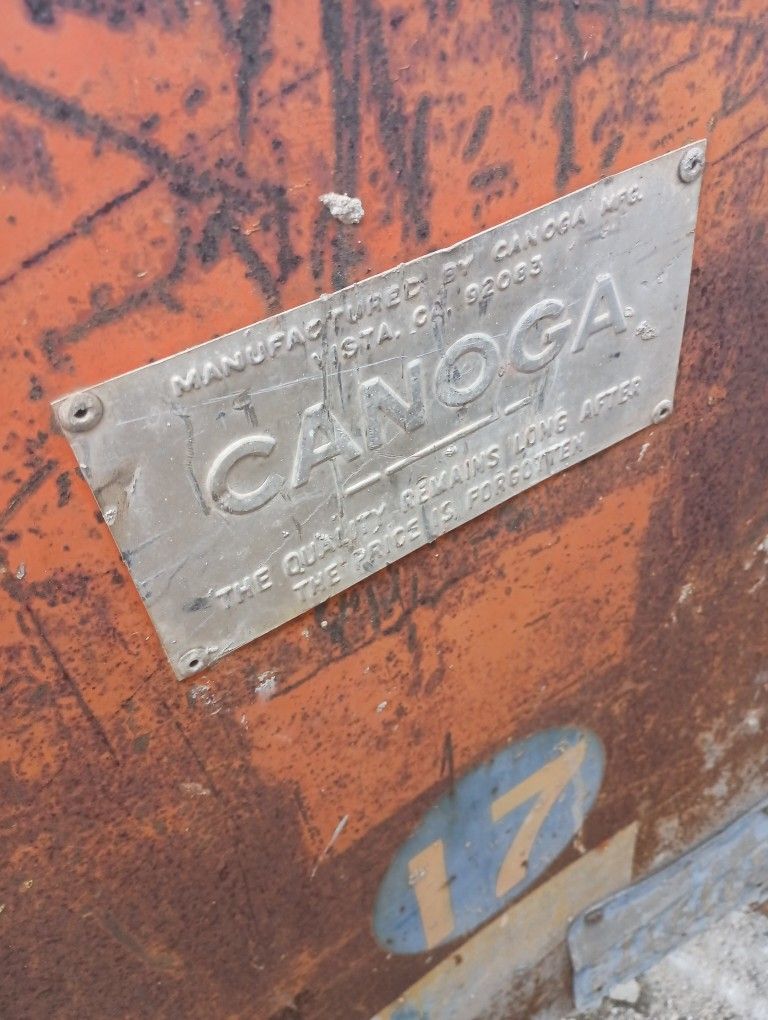 MANUFACTURED BY CANOGA MFG.
VISTA, CA, 92083
CANOGA
THE QUALITY REMAINS LONG AFTER
THE PRICE IS FORGOTTEN
17